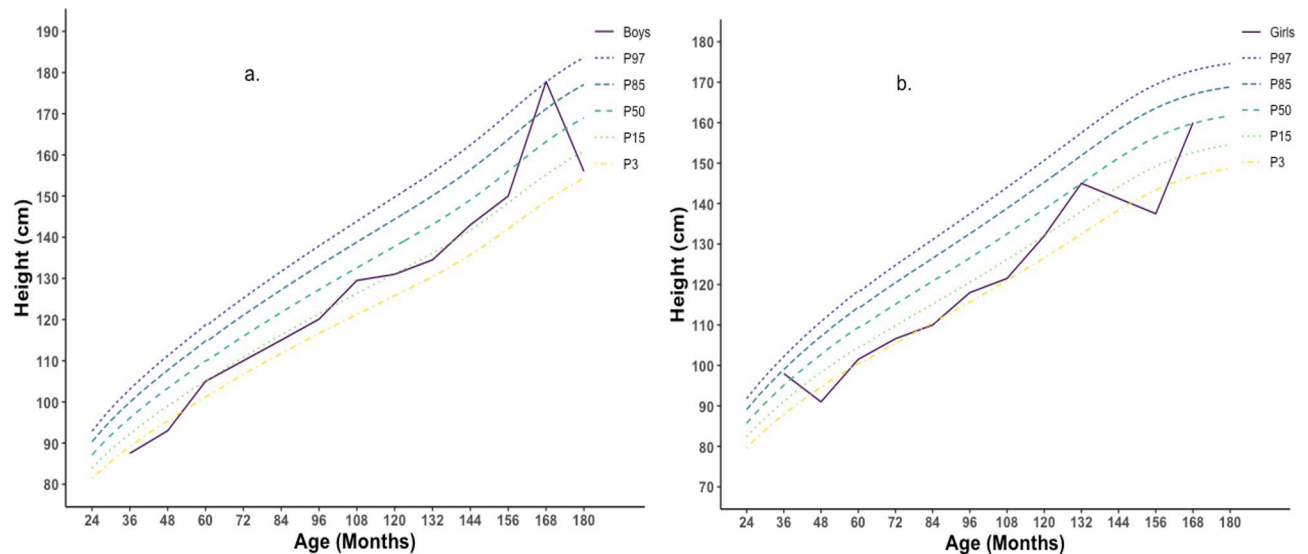 a.
Height (cm)
190
180
170
160
150
140
130
120
110
100
90
80
24 36 48 60 72 84 96 108 120 132 144 156 168 180
Age (Months)
Boys
P97
P85
P50
P15
P3
b.
Height (cm)
180
170
160
150
140
130
120
110
100
90
80
70
24 36 48 60 72 84 96 108 120 132 144 156 168 180
Age (Months)
Girls
P97
P85
P50
P15
P3